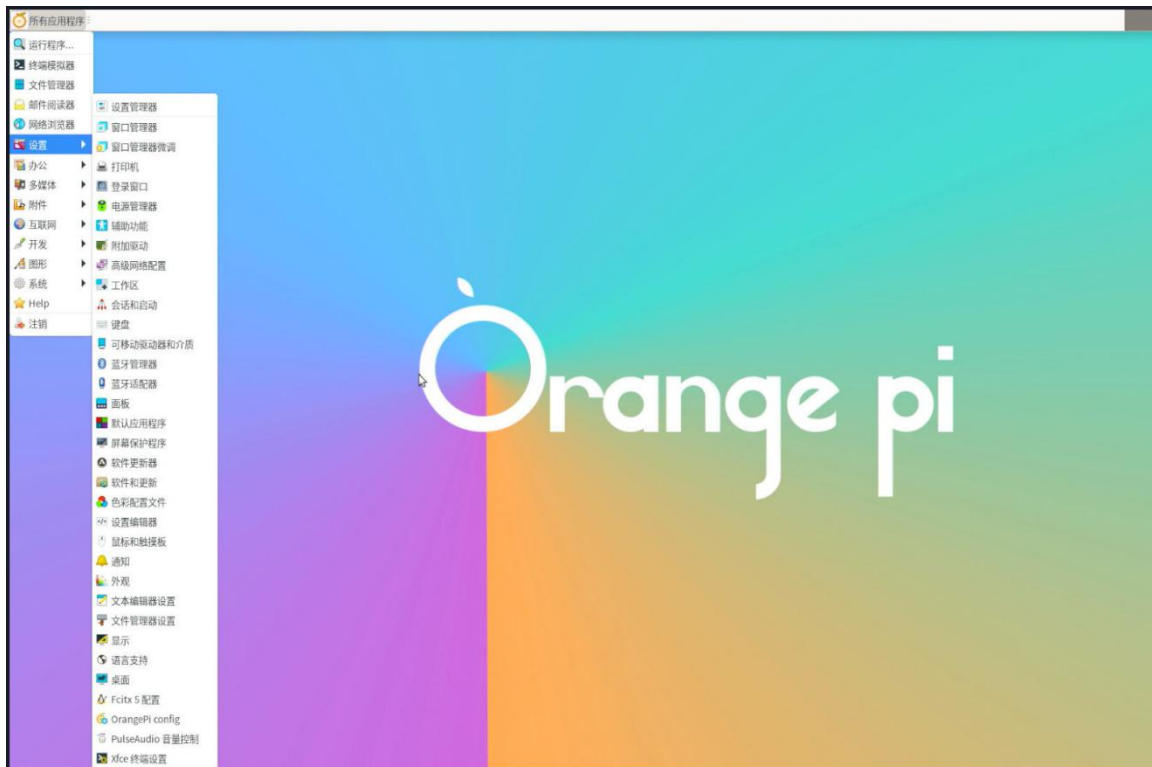 所有应用程序
运行程序...
终端模拟器
文件管理器
邮件阅读器
网络浏览器
设置
办公
多媒体
附件
互联网
开发
图形
系统
Help
注销
设置管理器
窗口管理器
窗口管理器微调
打印机
登录窗口
电源管理器
辅助功能
附加驱动
高级网络配置
工作区
会话和启动
键盘
可移动驱动器和介质
蓝牙管理器
蓝牙适配器
面板
默认应用程序
屏幕保护程序
软件更新器
软件和更新
色彩配置文件
设置编辑器
鼠标和触摸板
通知
外观
文本编辑器设置
文件管理器设置
显示
语言支持
桌面
Fcitx 5 配置
OrangePi config
PulseAudio 音量控制
Xfce 终端设置
Orange pi